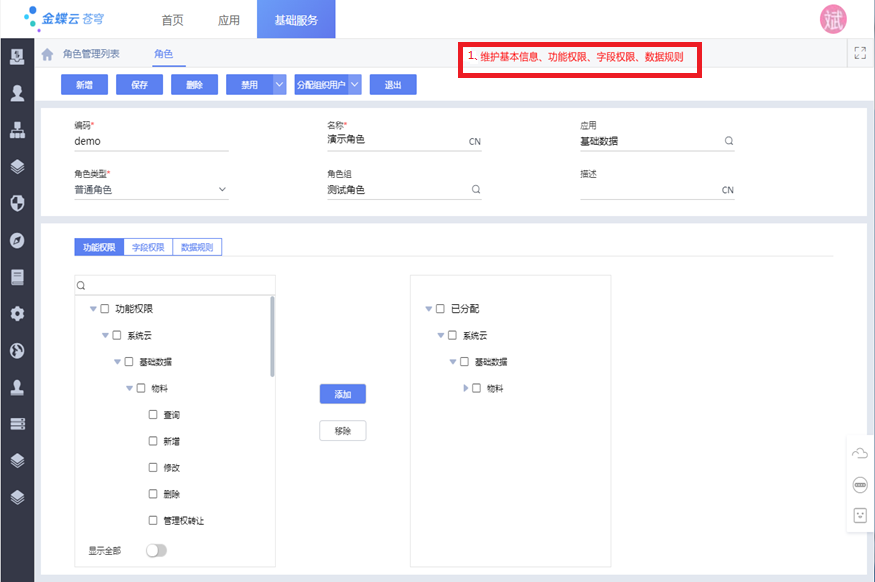 金蝶云 苍穹
首页 应用 基础服务 斌
角色管理列表 角色
1. 维护基本信息、功能权限、字段权限、数据规则
新增 保存 删除 禁用 分配组织用户 退出
编码* 名称* 应用
demo 演示角色 CN 基础数据
角色类型* 角色组 描述
普通角色 测试角色 CN
功能权限 字段权限 数据规则
功能权限 已分配
系统云 系统云
基础数据 基础数据
物料 物料
查询
添加
新增
移除
修改
删除
管理权转让
显示全部